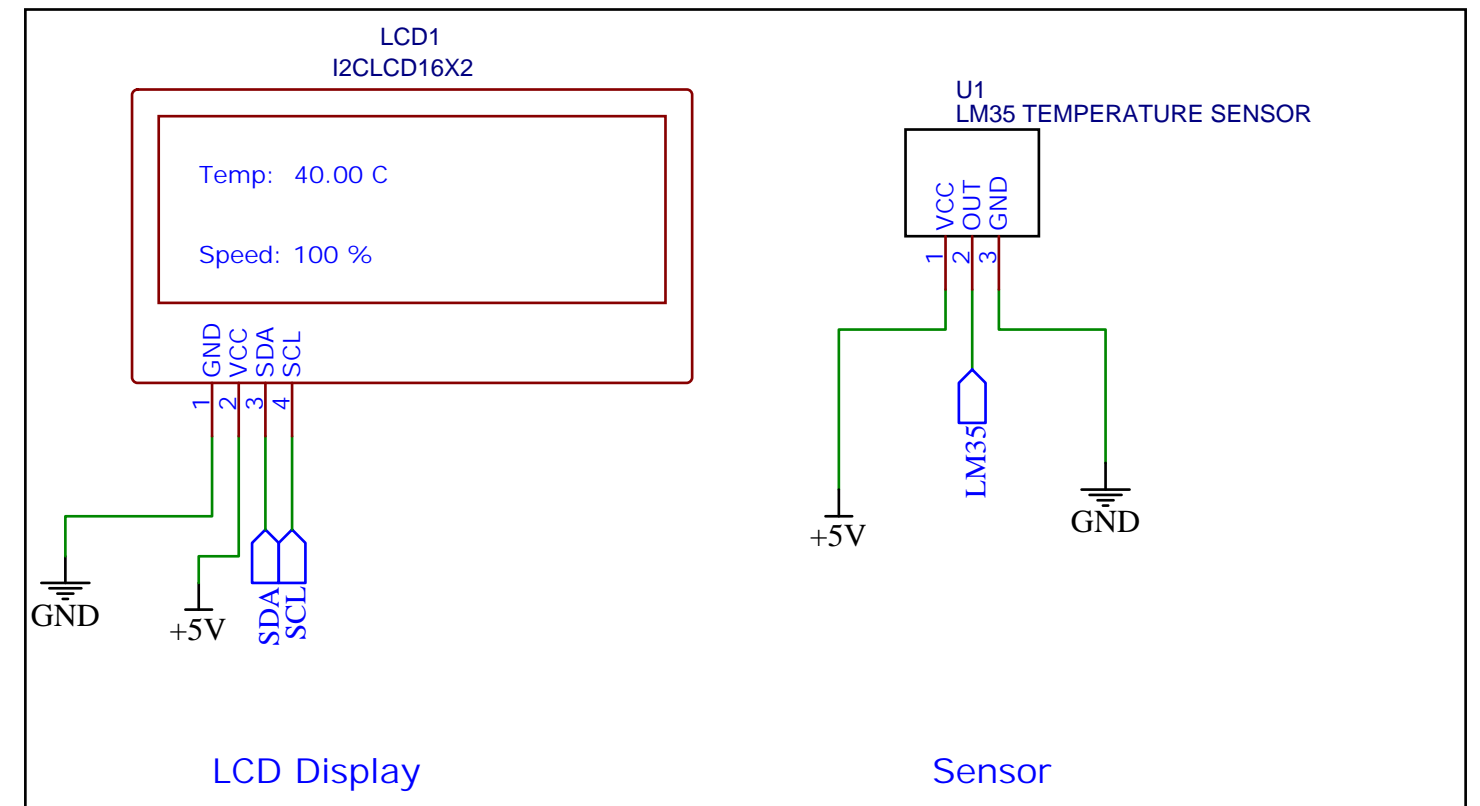 LCD1
I2CLCD16X2
Temp: 40.00 C
Speed: 100 %
GND
VCC
SDA
SCL
1
2
3
4
GND
+5V
SDA
SCL
LCD Display
U1
LM35 TEMPERATURE SENSOR
VCC
OUT
GND
1
2
3
+5V
LM35
GND
Sensor